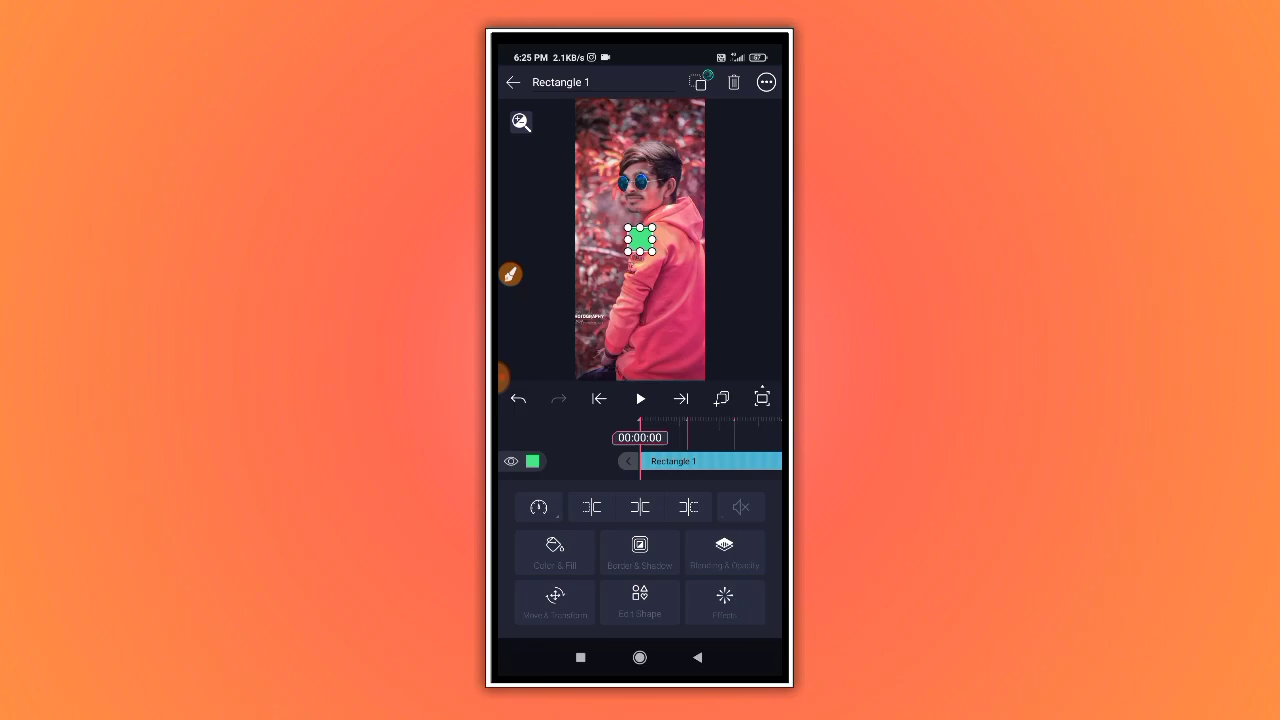 6:25 PM 2.1KB/s
67
Rectangle 1
00:00:00
Rectangle 1
Color & Fill
Border & Shadow
Blending & Opacity
Move & Transform
Edit Shape
Effects